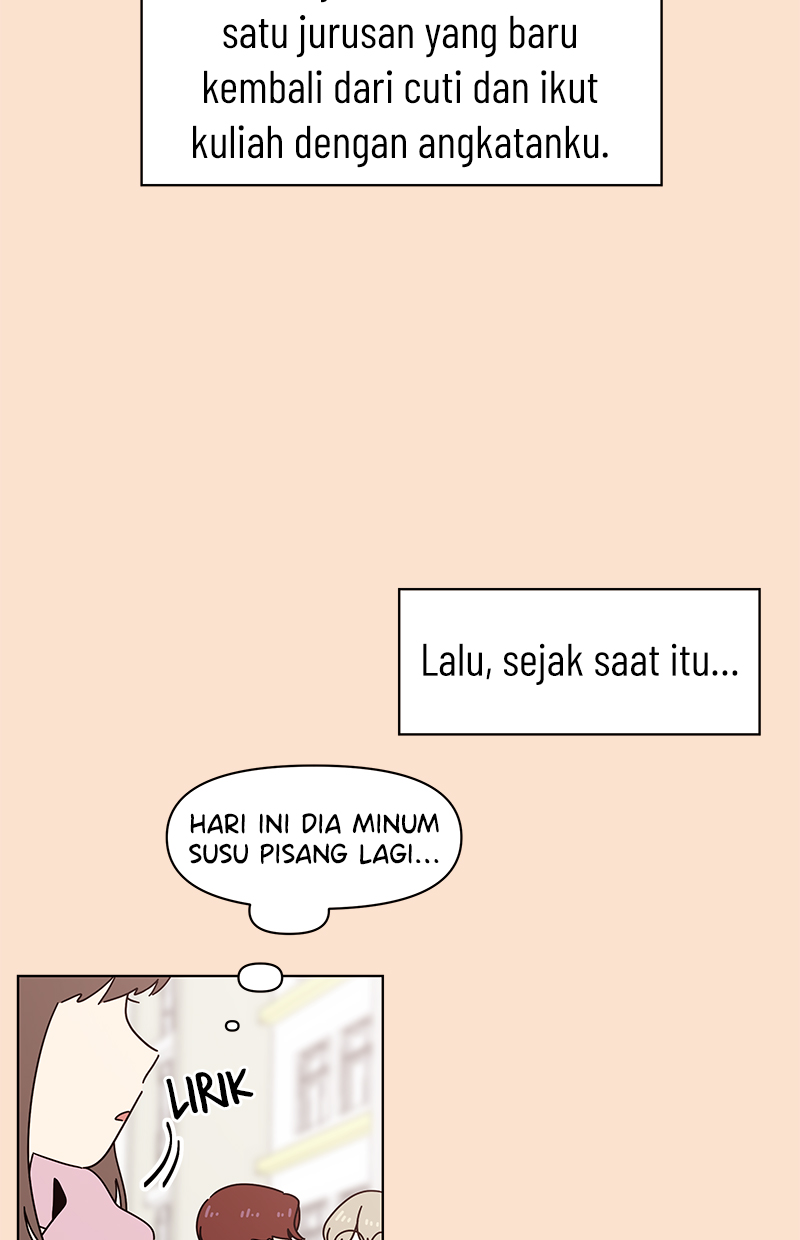 satu jurusan yang baru
kembali dari cuti dan ikut
kuliah dengan angkatanku.
Lalu, sejak saat itu...
HARI INI DIA MINUM
SUSU PISANG LAGI...
LIRIK